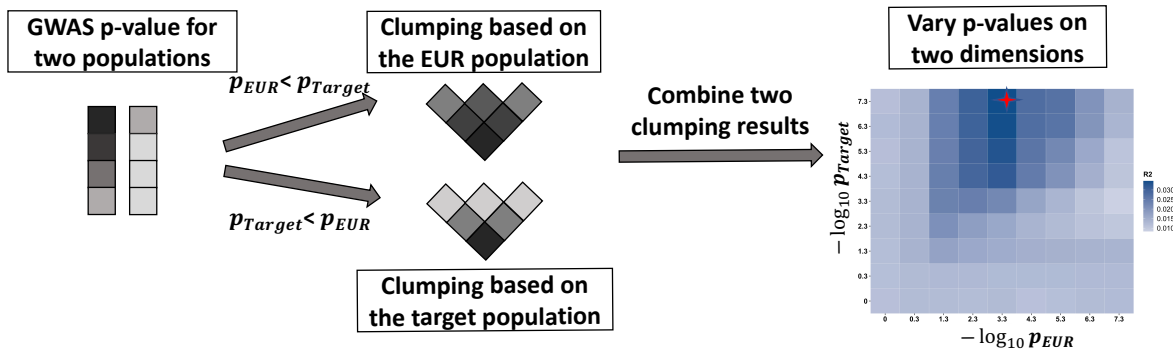 GWAS p-value for
two populations
p_EUR < p_Target
p_Target < p_EUR
Clumping based on
the EUR population
Clumping based on
the target population
Combine two
clumping results
Vary p-values on
two dimensions
− log₁₀ p_Target
7.3
6.3
5.3
4.3
3.3
2.3
1.3
0.3
0
0 0.3 1.3 2.3 3.3 4.3 5.3 6.3 7.3
− log₁₀ p_EUR
R2
0.030
0.025
0.020
0.015
0.010